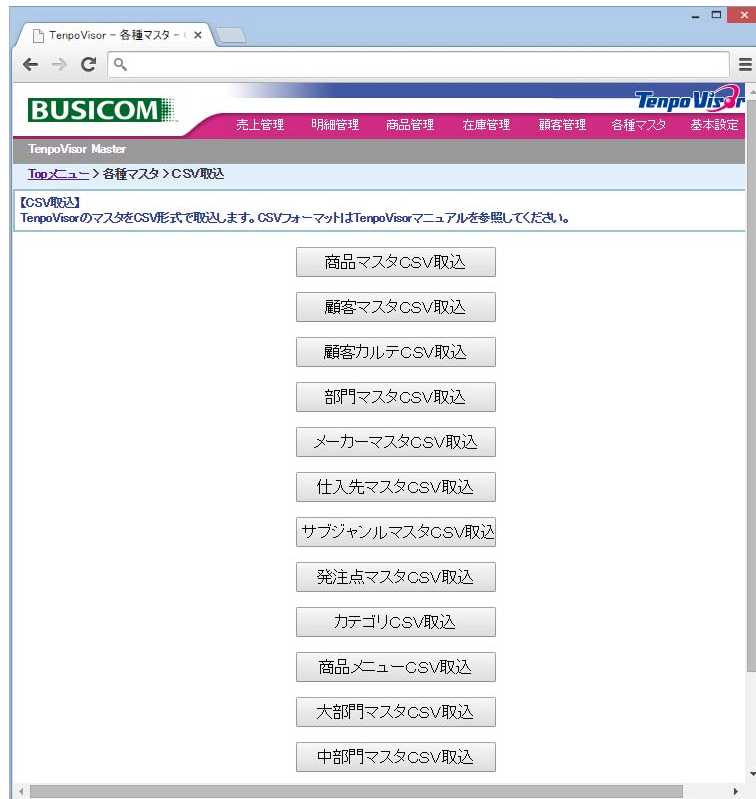 TenpoVisor - 各種マスタ -
BUSICOM
TenpoVisor
売上管理 明細管理 商品管理 在庫管理 顧客管理 各種マスタ 基本設定
TenpoVisor Master
Topメニュー > 各種マスタ > CSV取込
【CSV取込】
TenpoVisorのマスタをCSV形式で取込します。CSVフォーマットはTenpoVisorマニュアルを参照してください。
商品マスタCSV取込
顧客マスタCSV取込
顧客カルテCSV取込
部門マスタCSV取込
メーカーマスタCSV取込
仕入先マスタCSV取込
サブジャンルマスタCSV取込
発注点マスタCSV取込
カテゴリCSV取込
商品メニューCSV取込
大部門マスタCSV取込
中部門マスタCSV取込